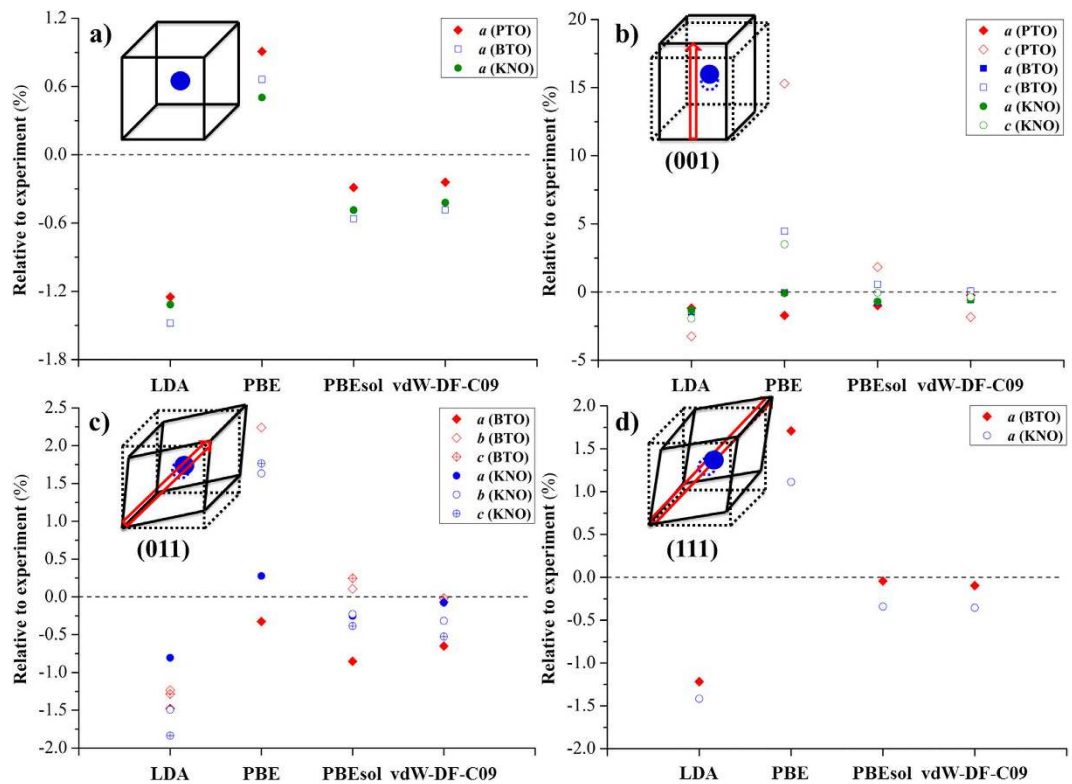 a)
Relative to experiment (%)
1.2
0.6
0.0
-0.6
-1.2
-1.8
a (PTO)
a (BTO)
a (KNO)
LDA PBE PBEsol vdW-DF-C09
b)
Relative to experiment (%)
20
15
10
5
0
-5
(001)
a (PTO)
c (PTO)
a (BTO)
c (BTO)
a (KNO)
c (KNO)
LDA PBE PBEsol vdW-DF-C09
c)
Relative to experiment (%)
2.5
2.0
1.5
1.0
0.5
0.0
-0.5
-1.0
-1.5
-2.0
(011)
a (BTO)
b (BTO)
c (BTO)
a (KNO)
b (KNO)
c (KNO)
LDA PBE PBEsol vdW-DF-C09
d)
Relative to experiment (%)
2.0
1.5
1.0
0.5
0.0
-0.5
-1.0
-1.5
-2.0
(111)
a (BTO)
a (KNO)
LDA PBE PBEsol vdW-DF-C09